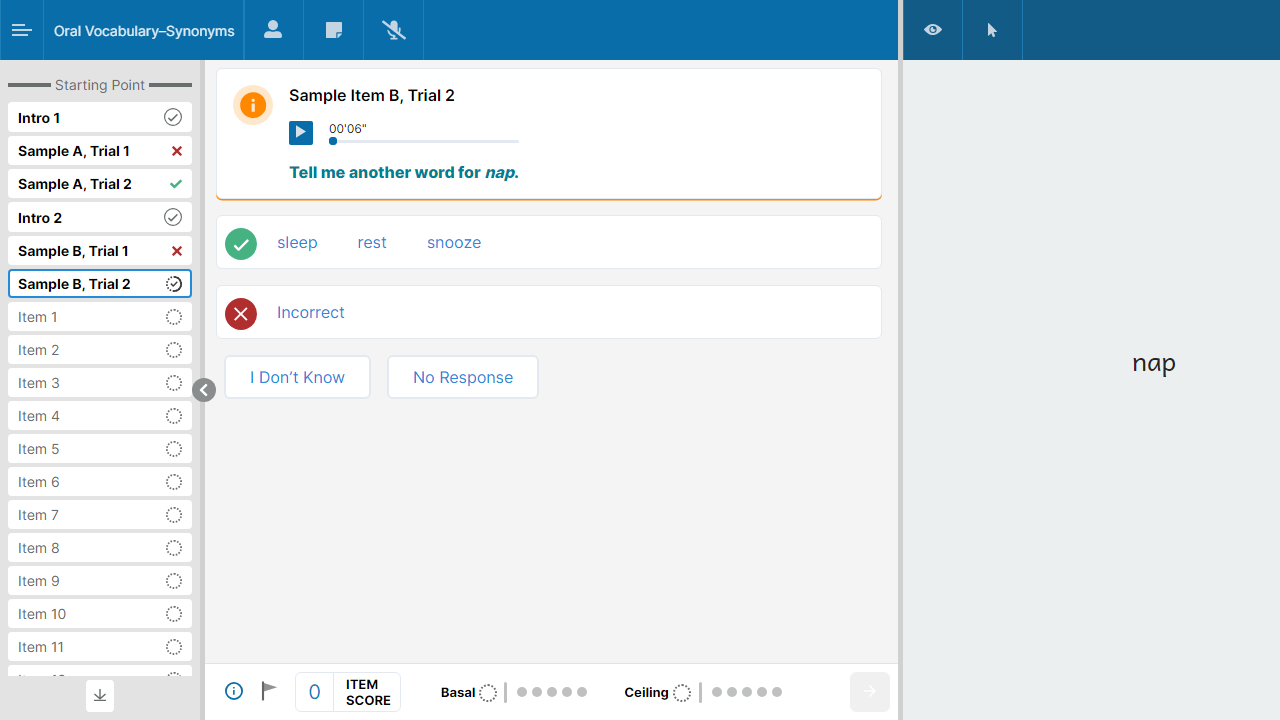 Oral Vocabulary–Synonyms
Starting Point
Intro 1
Sample A, Trial 1
Sample A, Trial 2
Intro 2
Sample B, Trial 1
Sample B, Trial 2
Item 1
Item 2
Item 3
Item 4
Item 5
Item 6
Item 7
Item 8
Item 9
Item 10
Item 11
Sample Item B, Trial 2
00'06"
Tell me another word for nap.
sleep rest snooze
Incorrect
I Don’t Know No Response
0 ITEM SCORE
Basal Ceiling
nap